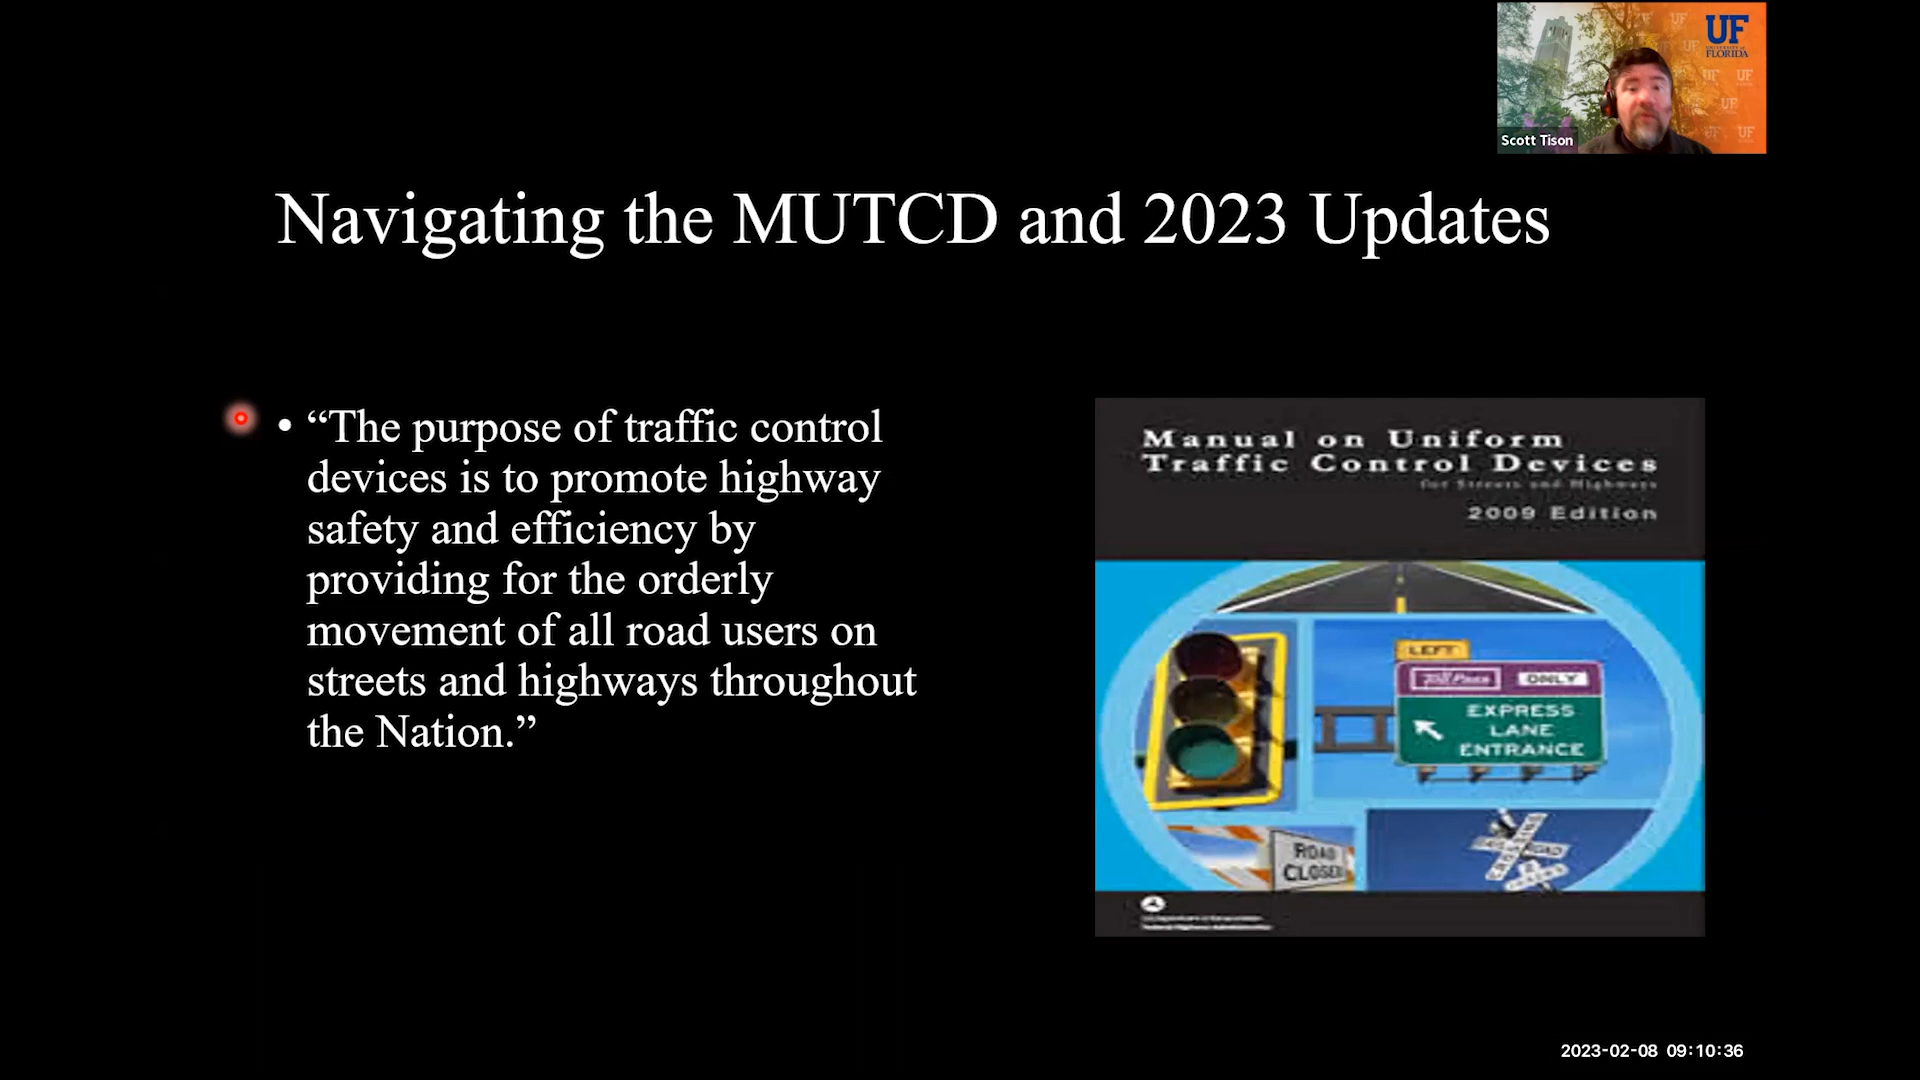 UF
UNIVERSITY of
FLORIDA
Scott Tison
Navigating the MUTCD and 2023 Updates
• “The purpose of traffic control
devices is to promote highway
safety and efficiency by
providing for the orderly
movement of all road users on
streets and highways throughout
the Nation.”
Manual on Uniform
Traffic Control Devices
for Streets and Highways
2009 Edition
LEFT
ONLY
EXPRESS
LANE
ENTRANCE
ROAD
CLOSED
2023-02-08 09:10:36